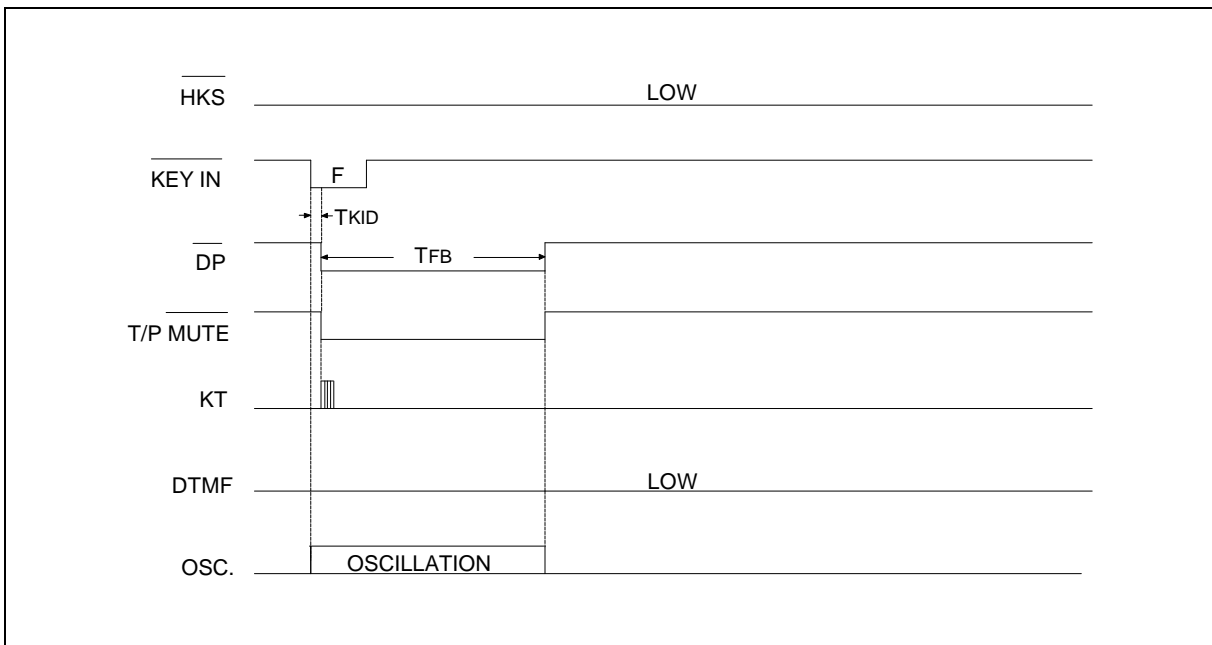 HKS LOW
KEY IN F
TKID
DP TFB
T/P MUTE
KT
DTMF LOW
OSC. OSCILLATION